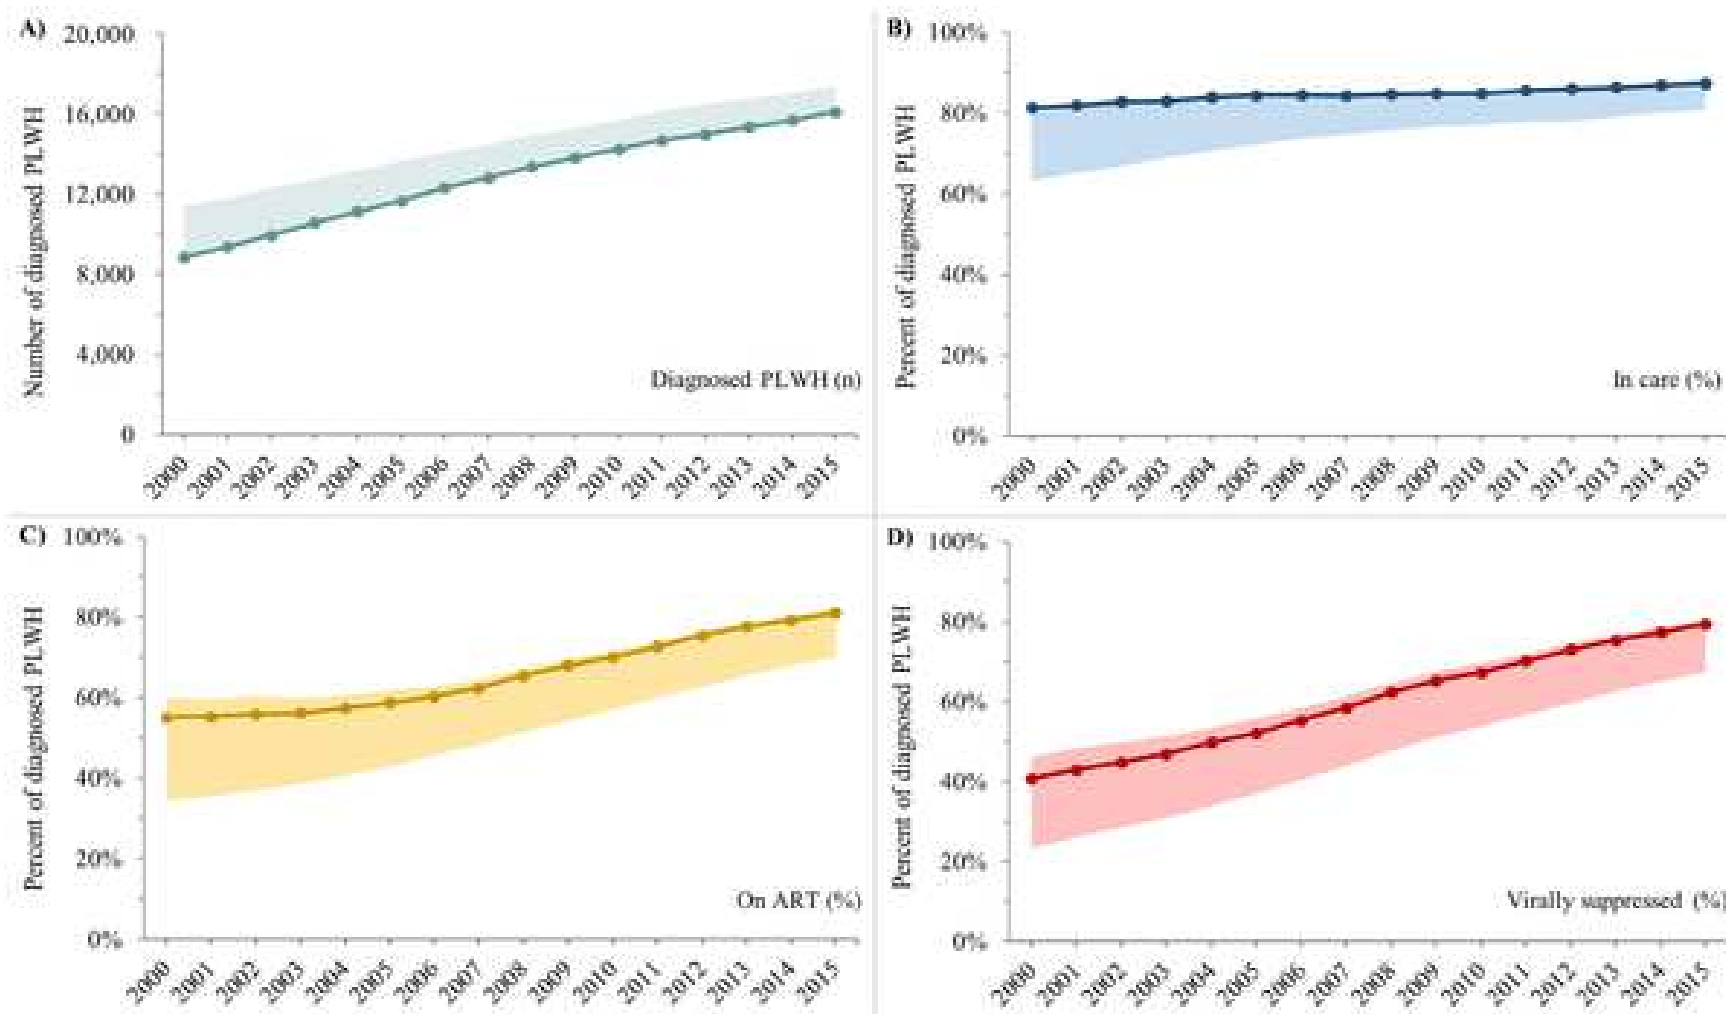 A)
20,000
16,000
12,000
8,000
4,000
0
Number of diagnosed PLWH
Diagnosed PLWH (n)
2000 2001 2002 2003 2004 2005 2006 2007 2008 2009 2010 2011 2012 2013 2014 2015
B)
100%
80%
60%
40%
20%
0%
Percent of diagnosed PLWH
In care (%)
2000 2001 2002 2003 2004 2005 2006 2007 2008 2009 2010 2011 2012 2013 2014 2015
C)
100%
80%
60%
40%
20%
0%
Percent of diagnosed PLWH
On ART (%)
2000 2001 2002 2003 2004 2005 2006 2007 2008 2009 2010 2011 2012 2013 2014 2015
D)
100%
80%
60%
40%
20%
0%
Percent of diagnosed PLWH
Virally suppressed (%)
2000 2001 2002 2003 2004 2005 2006 2007 2008 2009 2010 2011 2012 2013 2014 2015